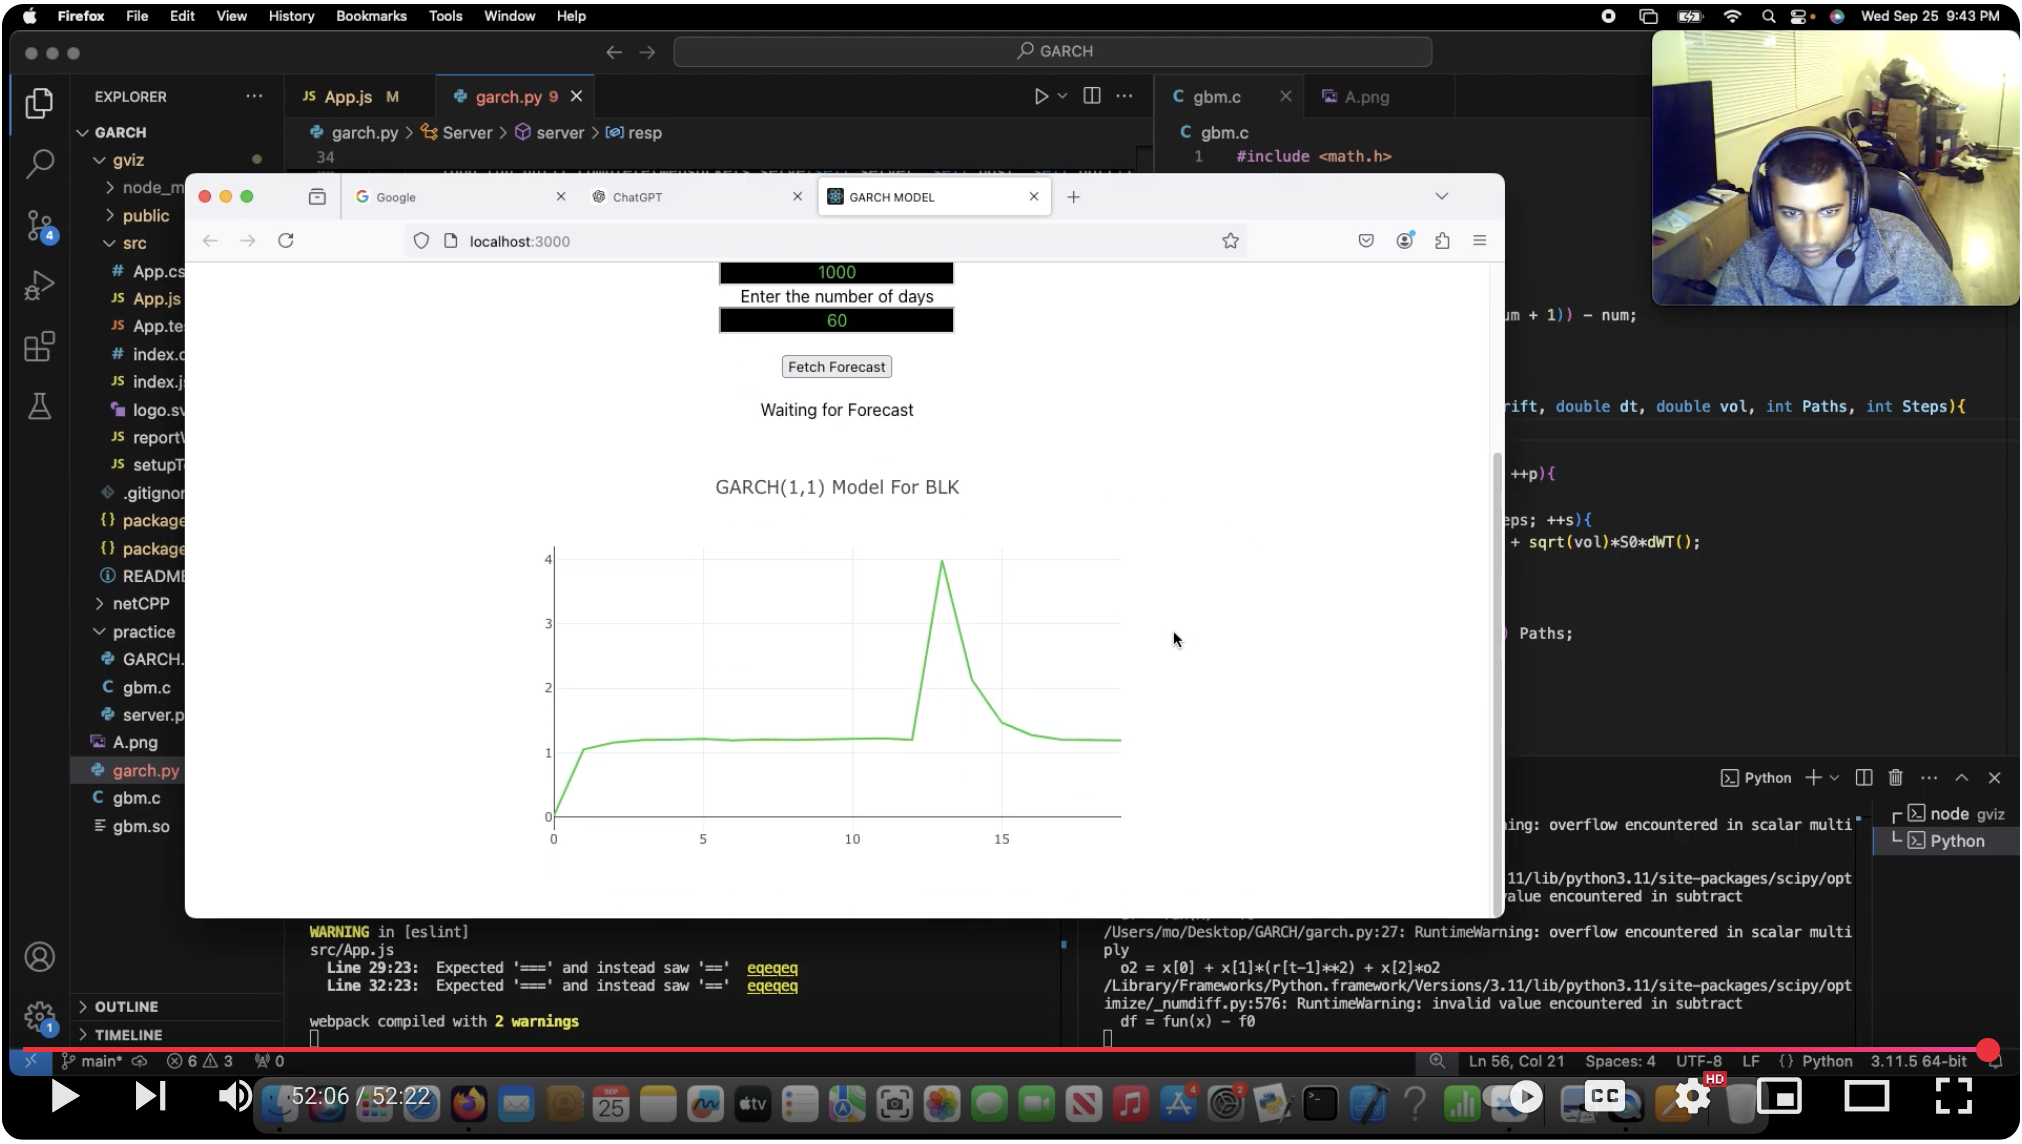 Firefox File Edit View History Bookmarks Tools Window Help
Wed Sep 25 9:43 PM
GARCH
EXPLORER
GARCH
gviz
node_m
public
src
App.cs
App.js
App.te
index.c
index.js
logo.sv
report
setupT
.gitignor
package
package
README
netCPP
practice
GARCH.
gbm.c
server.p
A.png
garch.py
gbm.c
gbm.so
OUTLINE
TIMELINE
JS App.js M
garch.py 9
garch.py > Server > server > resp
34
C gbm.c
A.png
C gbm.c
1 #include <math.h>
um + 1)) - num;
rift, double dt, double vol, int Paths, int Steps){
++p){
eps; ++s){
+ sqrt(vol)*S0*dWT();
) Paths;
Google
ChatGPT
GARCH MODEL
localhost:3000
1000
Enter the number of days
60
Fetch Forecast
Waiting for Forecast
GARCH(1,1) Model For BLK
4
3
2
1
0
0 5 10 15
Python
node gviz
Python
ing: overflow encountered in scalar multi
11/lib/python3.11/site-packages/scipy/opt
alue encountered in subtract
/Users/mo/Desktop/GARCH/garch.py:27: RuntimeWarning: overflow encountered in scalar multi
ply
o2 = x[0] + x[1]*(r[t-1]**2) + x[2]*o2
/Library/Frameworks/Python.framework/Versions/3.11/lib/python3.11/site-packages/scipy/opt
imize/_numdiff.py:576: RuntimeWarning: invalid value encountered in subtract
df = fun(x) - f0
WARNING in [eslint]
src/App.js
Line 29:23: Expected '===' and instead saw '==' eqeqeq
Line 32:23: Expected '===' and instead saw '==' eqeqeq
webpack compiled with 2 warnings
main* 6 3 0
Ln 56, Col 21 Spaces: 4 UTF-8 LF {} Python 3.11.5 64-bit
52:06 / 52:22
SEP
25
tv
4
2
CC
HD